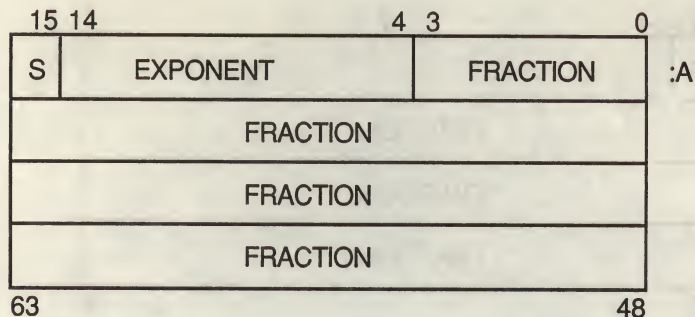 15 14 4 3 0
S EXPONENT FRACTION :A
FRACTION
FRACTION
FRACTION
63 48